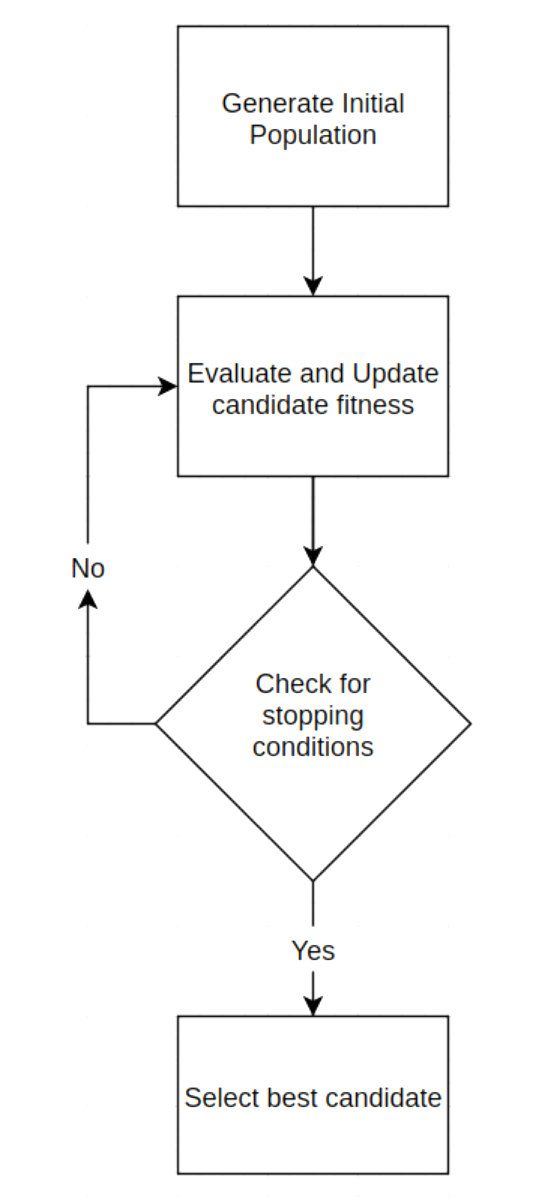 Generate Initial
Population
Evaluate and Update
candidate fitness
No
Check for
stopping
conditions
Yes
Select best candidate